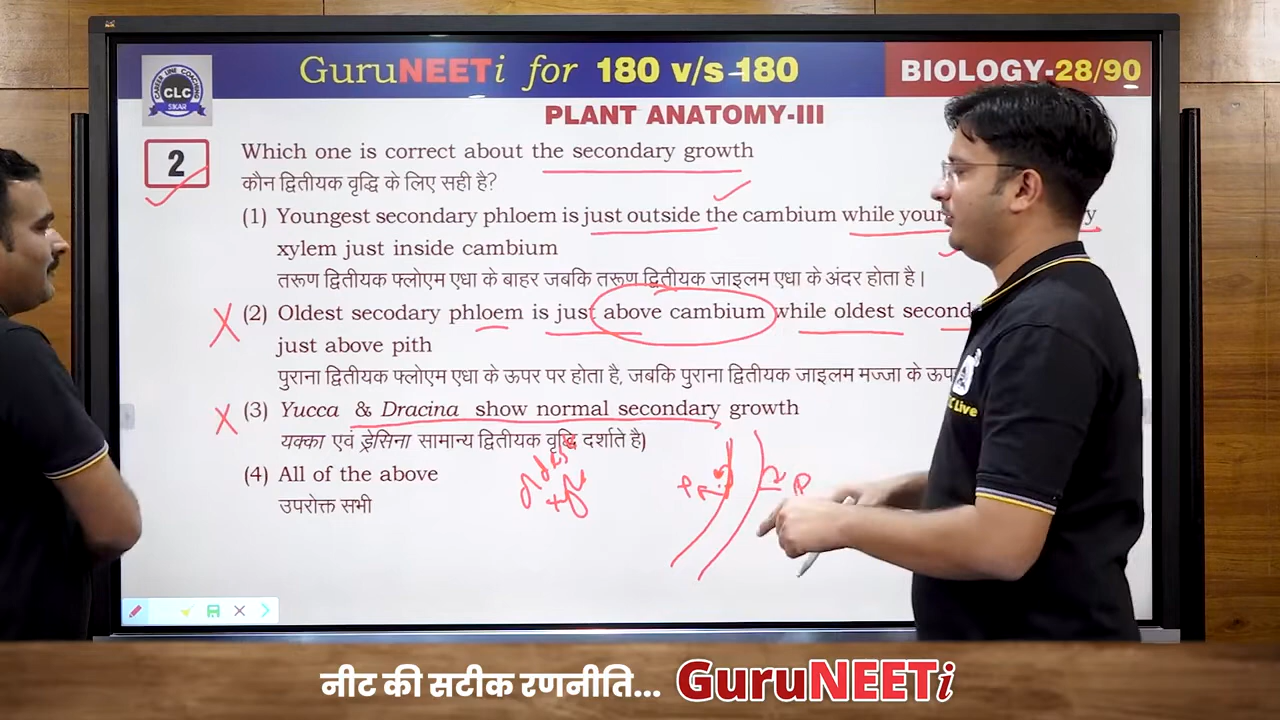 CAREER LINE COACHING
CLC
SIKAR
GuruNEETi for 180 v/s-180
BIOLOGY-28/90
PLANT ANATOMY-III
2
Which one is correct about the secondary growth
कौन द्वितीयक वृद्धि के लिए सही है?
(1) Youngest secondary phloem is just outside the cambium while
xylem just inside cambium
तरूण द्वितीयक फ्लोएम एधा के बाहर जबकि तरूण द्वितीयक जाइलम एधा के अंदर होता है।
(2) Oldest secodary phloem is just above cambium while oldest
just above pith
पुराना द्वितीयक फ्लोएम एधा के ऊपर पर होता है, जबकि पुराना द्वितीयक जाइलम मज्जा के
(3) Yucca & Dracina show normal secondary growth
यक्का एवं ड्रेसिना सामान्य द्वितीयक वृद्धि दर्शाते है)
(4) All of the above
उपरोक्त सभी
P
Live
नीट की सटीक रणनीति... GuruNEETi